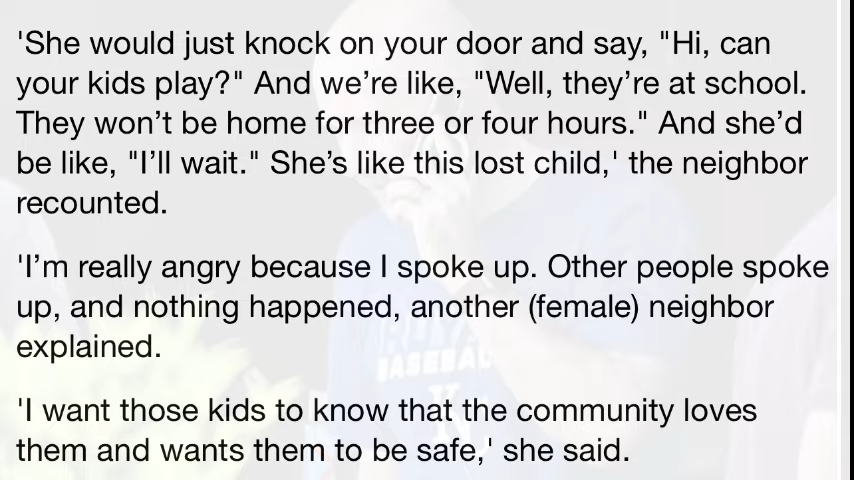 'She would just knock on your door and say, "Hi, can
your kids play?" And we’re like, "Well, they’re at school.
They won’t be home for three or four hours." And she’d
be like, "I’ll wait." She’s like this lost child,' the neighbor
recounted.
'I’m really angry because I spoke up. Other people spoke
up, and nothing happened, another (female) neighbor
explained.
'I want those kids to know that the community loves
them and wants them to be safe,' she said.
BASEBALL